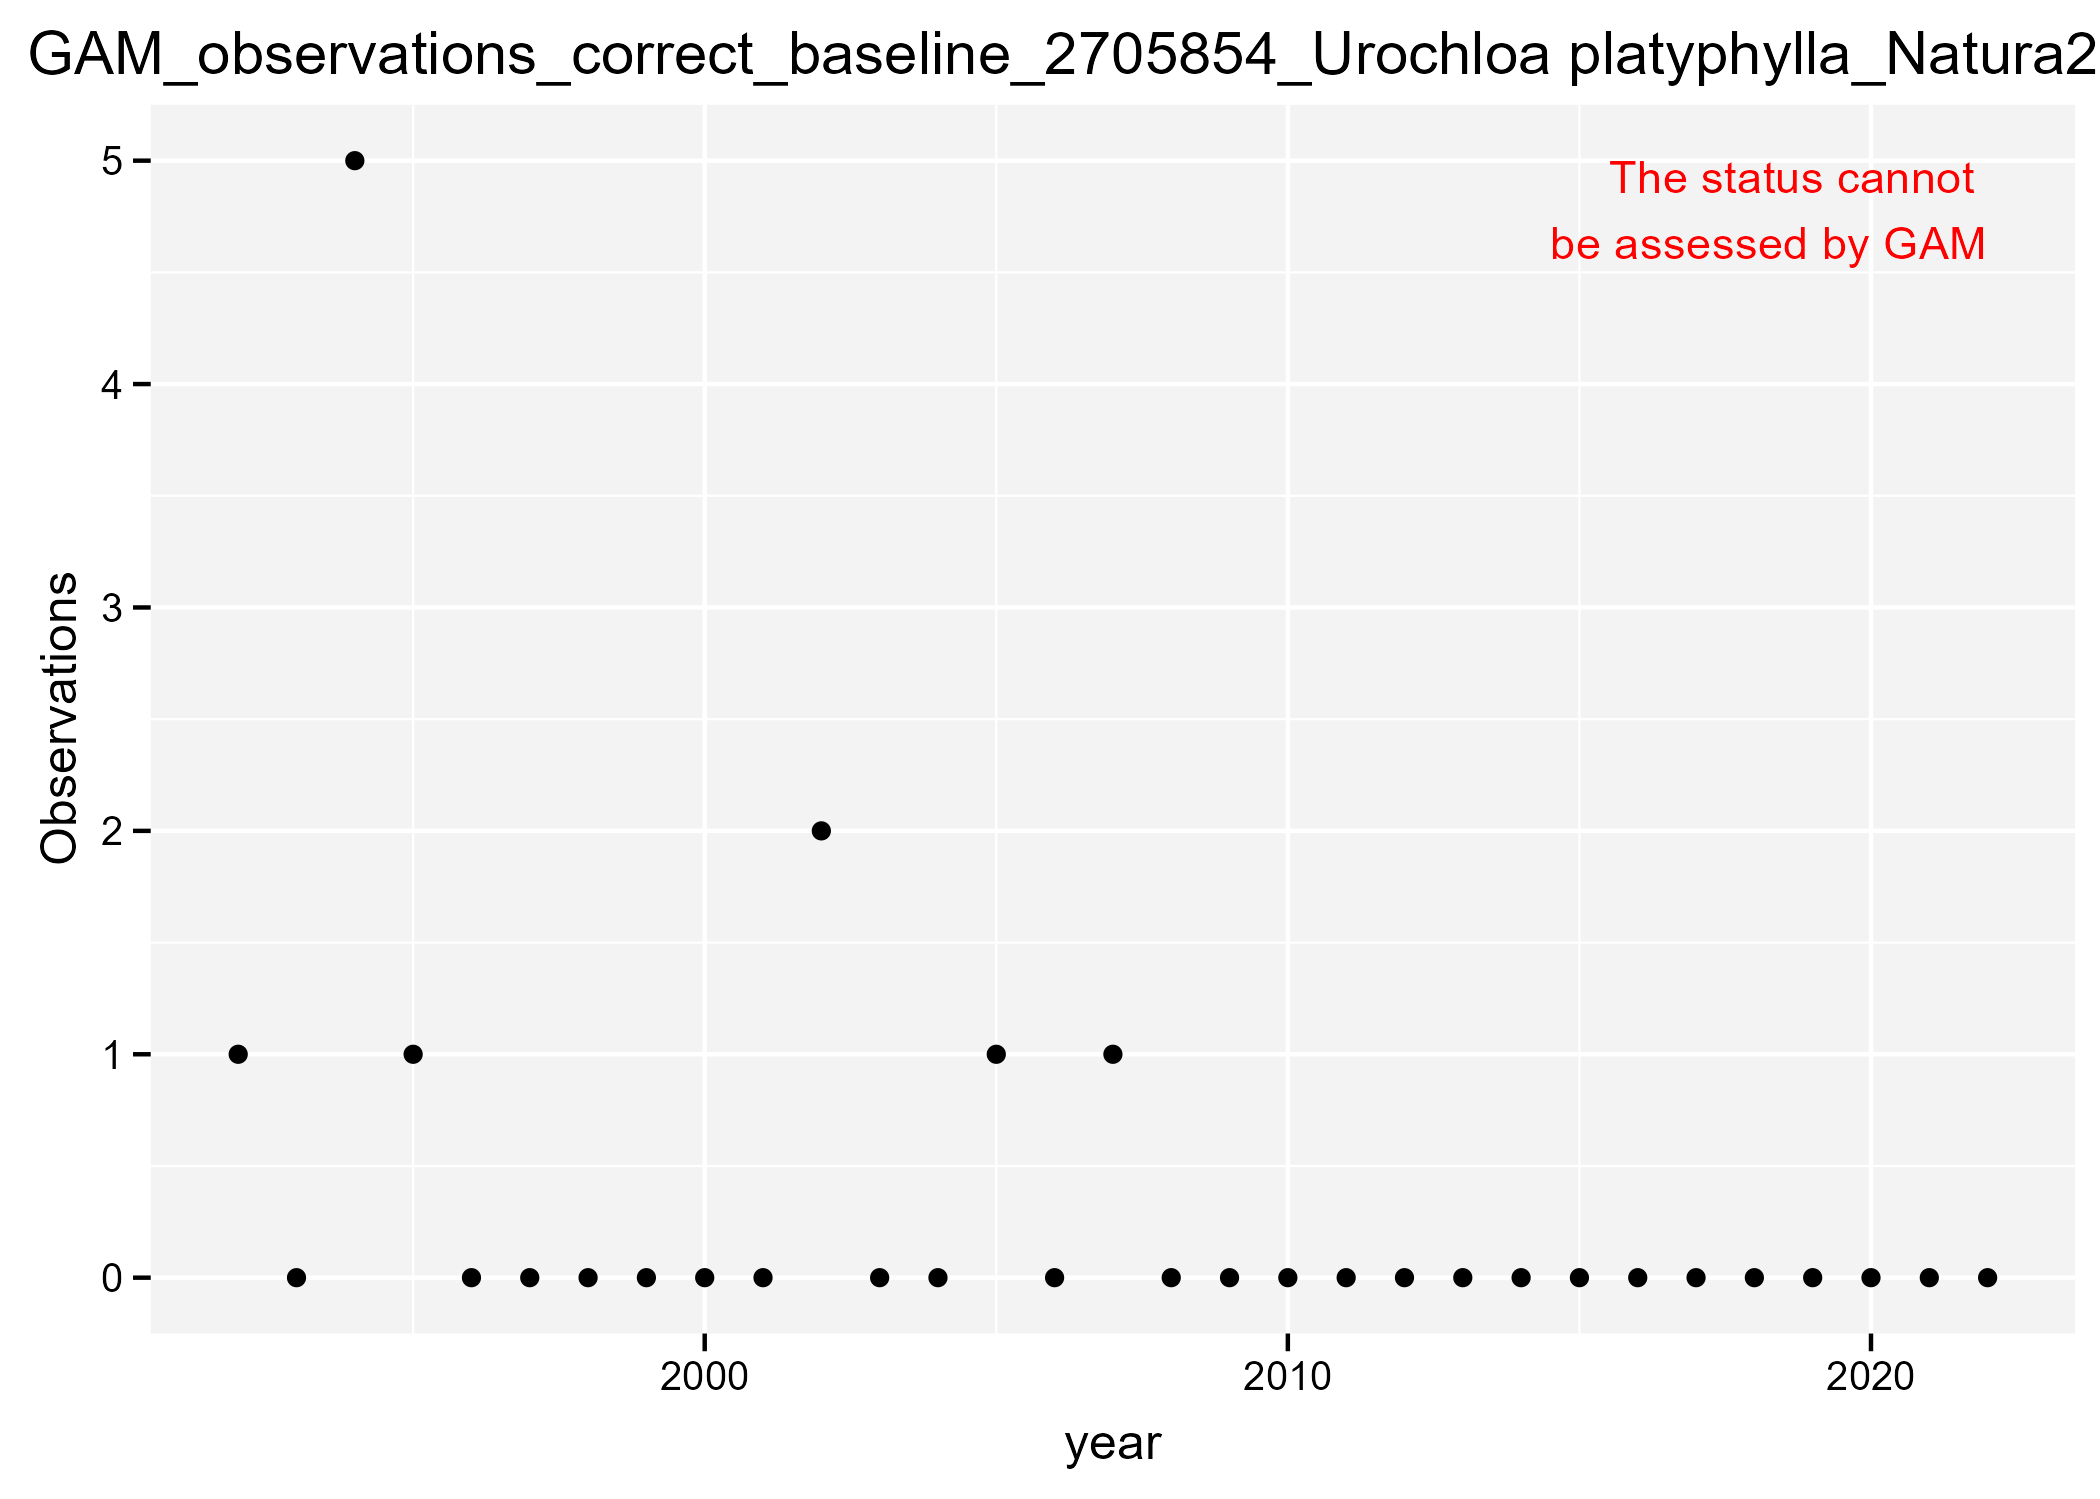 GAM_observations_correct_baseline_2705854_Urochloa platyphylla_Natura2
The status cannot
be assessed by GAM
5
4
3
2
1
0
Observations
2000
2010
2020
year